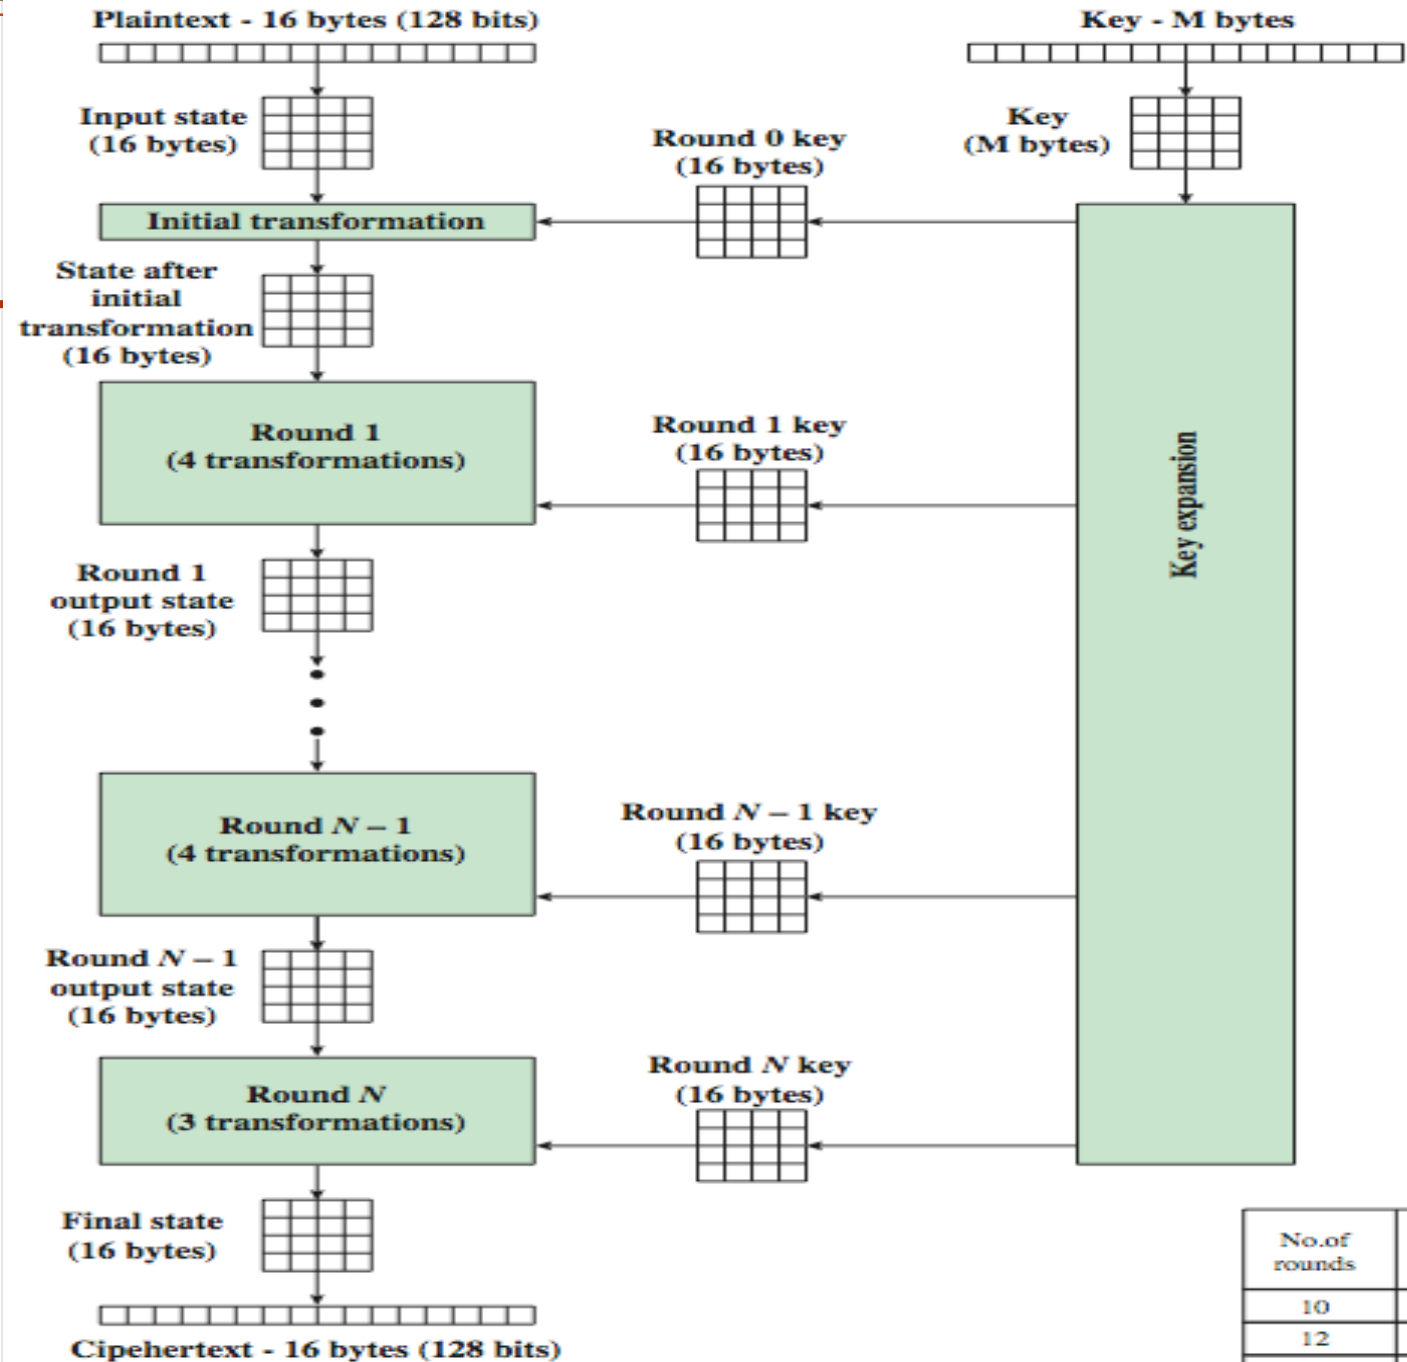 Plaintext - 16 bytes (128 bits)
Key - M bytes
Input state
(16 bytes)
Key
(M bytes)
Round 0 key
(16 bytes)
Initial transformation
State after
initial
transformation
(16 bytes)
Round 1
(4 transformations)
Round 1 key
(16 bytes)
Key expansion
Round 1
output state
(16 bytes)
Round N – 1
(4 transformations)
Round N – 1 key
(16 bytes)
Round N – 1
output state
(16 bytes)
Round N
(3 transformations)
Round N key
(16 bytes)
Final state
(16 bytes)
No.of
rounds
10
12
Cipehertext - 16 bytes (128 bits)